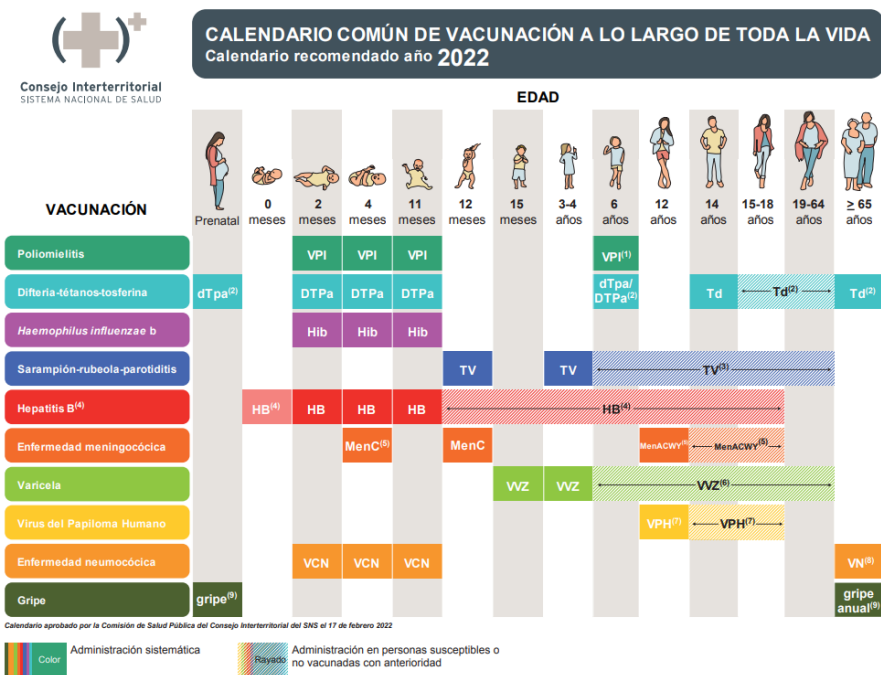 CALENDARIO COMÚN DE VACUNACIÓN A LO LARGO DE TODA LA VIDA
Calendario recomendado año 2022
Consejo Interterritorial
SISTEMA NACIONAL DE SALUD
EDAD
VACUNACIÓN
Prenatal
0 meses
2 meses
4 meses
11 meses
12 meses
15 meses
3-4 años
6 años
12 años
14 años
15-18 años
19-64 años
≥ 65 años
Poliomielitis VPI VPI VPI VPI(1)
Difteria-tétanos-tosferina dTpa(2) DTPa DTPa DTPa dTpa/ DTPa(2) Td Td(2) Td(2)
Haemophilus influenzae b Hib Hib Hib
Sarampión-rubeola-parotiditis TV TV TV(3)
Hepatitis B(4) HB(4) HB HB HB HB(4)
Enfermedad meningocócica MenC(5) MenC MenACWY(5) MenACWY(5)
Varicela VVZ VVZ VVZ(6)
Virus del Papiloma Humano VPH(7) VPH(7)
Enfermedad neumocócica VCN VCN VCN VN(8)
Gripe gripe(9) gripe anual(9)
Calendario aprobado por la Comisión de Salud Pública del Consejo Interterritorial del SNS el 17 de febrero 2022
Color Administración sistemática
Rayado Administración en personas susceptibles o
no vacunadas con anterioridad